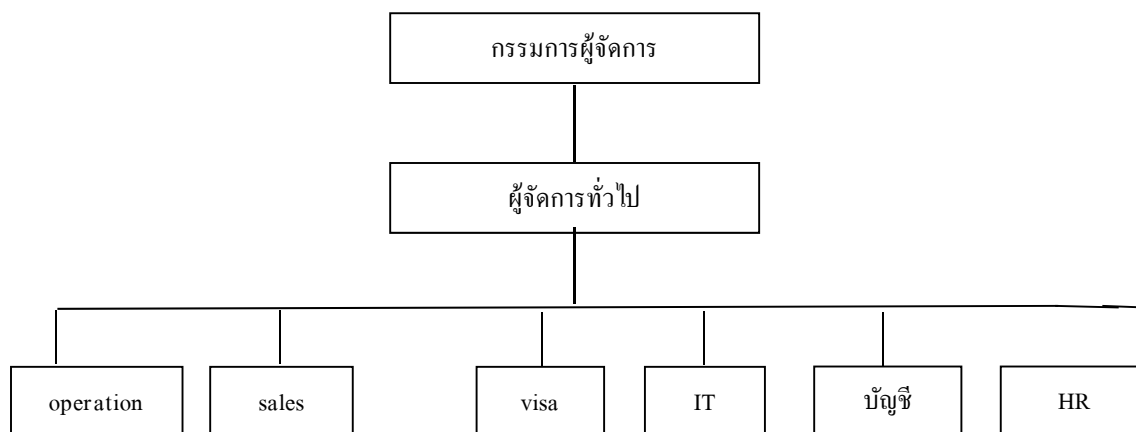 กรรมการผู้จัดการ
ผู้จัดการทั่วไป
operation
sales
visa
IT
บัญชี
HR